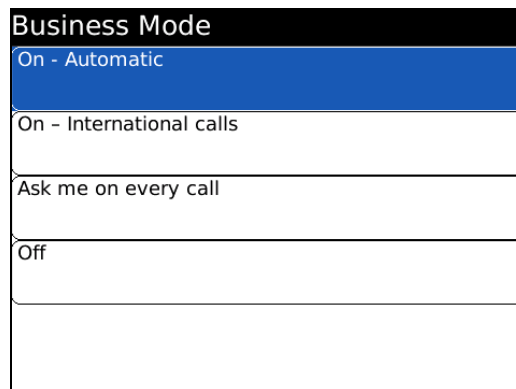 Business Mode
On - Automatic
On – International calls
Ask me on every call
Off